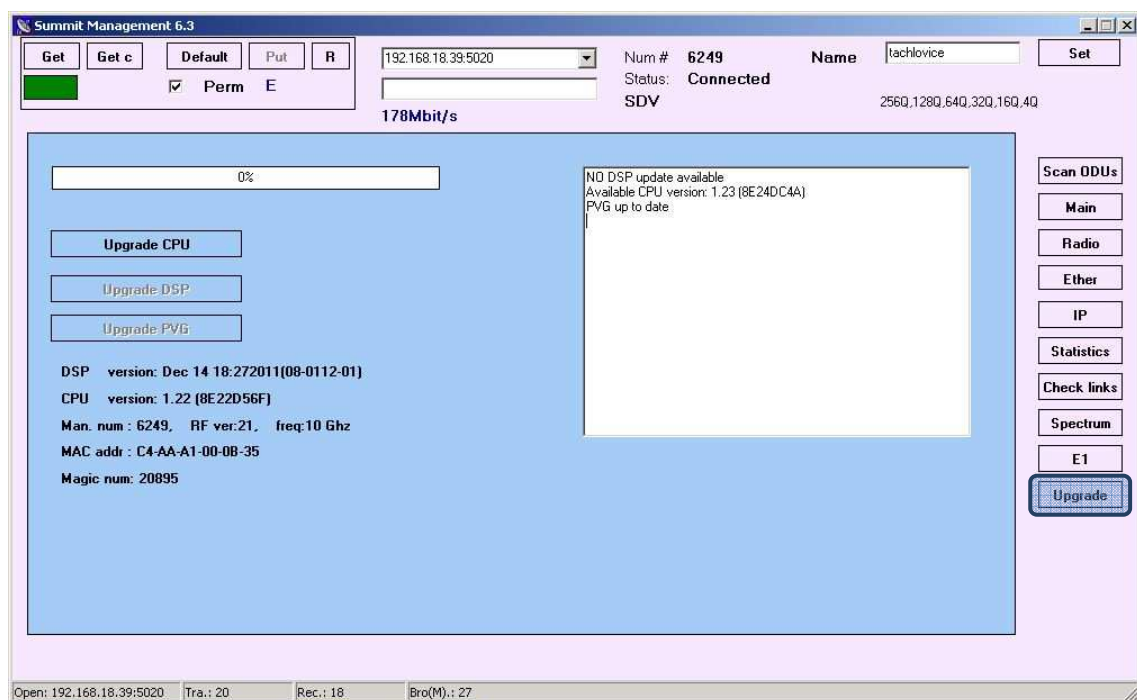 Summit Management 6.3
Get Get c Default Put R
Perm E
192.168.18.39:5020
178Mbit/s
Num # 6249
Status: Connected
SDV
Name tachlovice Set
256Q,128Q,64Q,32Q,16Q,4Q
0%
Upgrade CPU
Upgrade DSP
Upgrade PVG
DSP version: Dec 14 18:272011(08-0112-01)
CPU version: 1.22 (8E22D56F)
Man. num : 6249, RF ver:21, freq:10 Ghz
MAC addr : C4-AA-A1-00-0B-35
Magic num: 20895
NO DSP update available
Available CPU version: 1.23 (8E24DC4A)
PVG up to date
Scan ODUs
Main
Radio
Ether
IP
Statistics
Check links
Spectrum
E1
Upgrade
Open: 192.168.18.39:5020 Tra.: 20 Rec.: 18 Bro(M).: 27